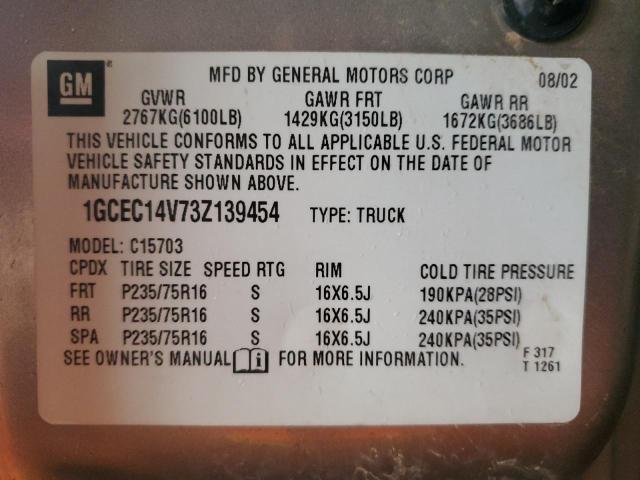 GM ®
MFD BY GENERAL MOTORS CORP 08/02
GVWR GAWR FRT GAWR RR
2767KG(6100LB) 1429KG(3150LB) 1672KG(3686LB)
THIS VEHICLE CONFORMS TO ALL APPLICABLE U.S. FEDERAL MOTOR
VEHICLE SAFETY STANDARDS IN EFFECT ON THE DATE OF
MANUFACTURE SHOWN ABOVE.
1GCEC14V73Z139454 TYPE: TRUCK
MODEL: C15703
CPDX TIRE SIZE SPEED RTG RIM COLD TIRE PRESSURE
FRT P235/75R16 S 16X6.5J 190KPA(28PSI)
RR P235/75R16 S 16X6.5J 240KPA(35PSI)
SPA P235/75R16 S 16X6.5J 240KPA(35PSI)
SEE OWNER'S MANUAL i FOR MORE INFORMATION. F 317
T 1261